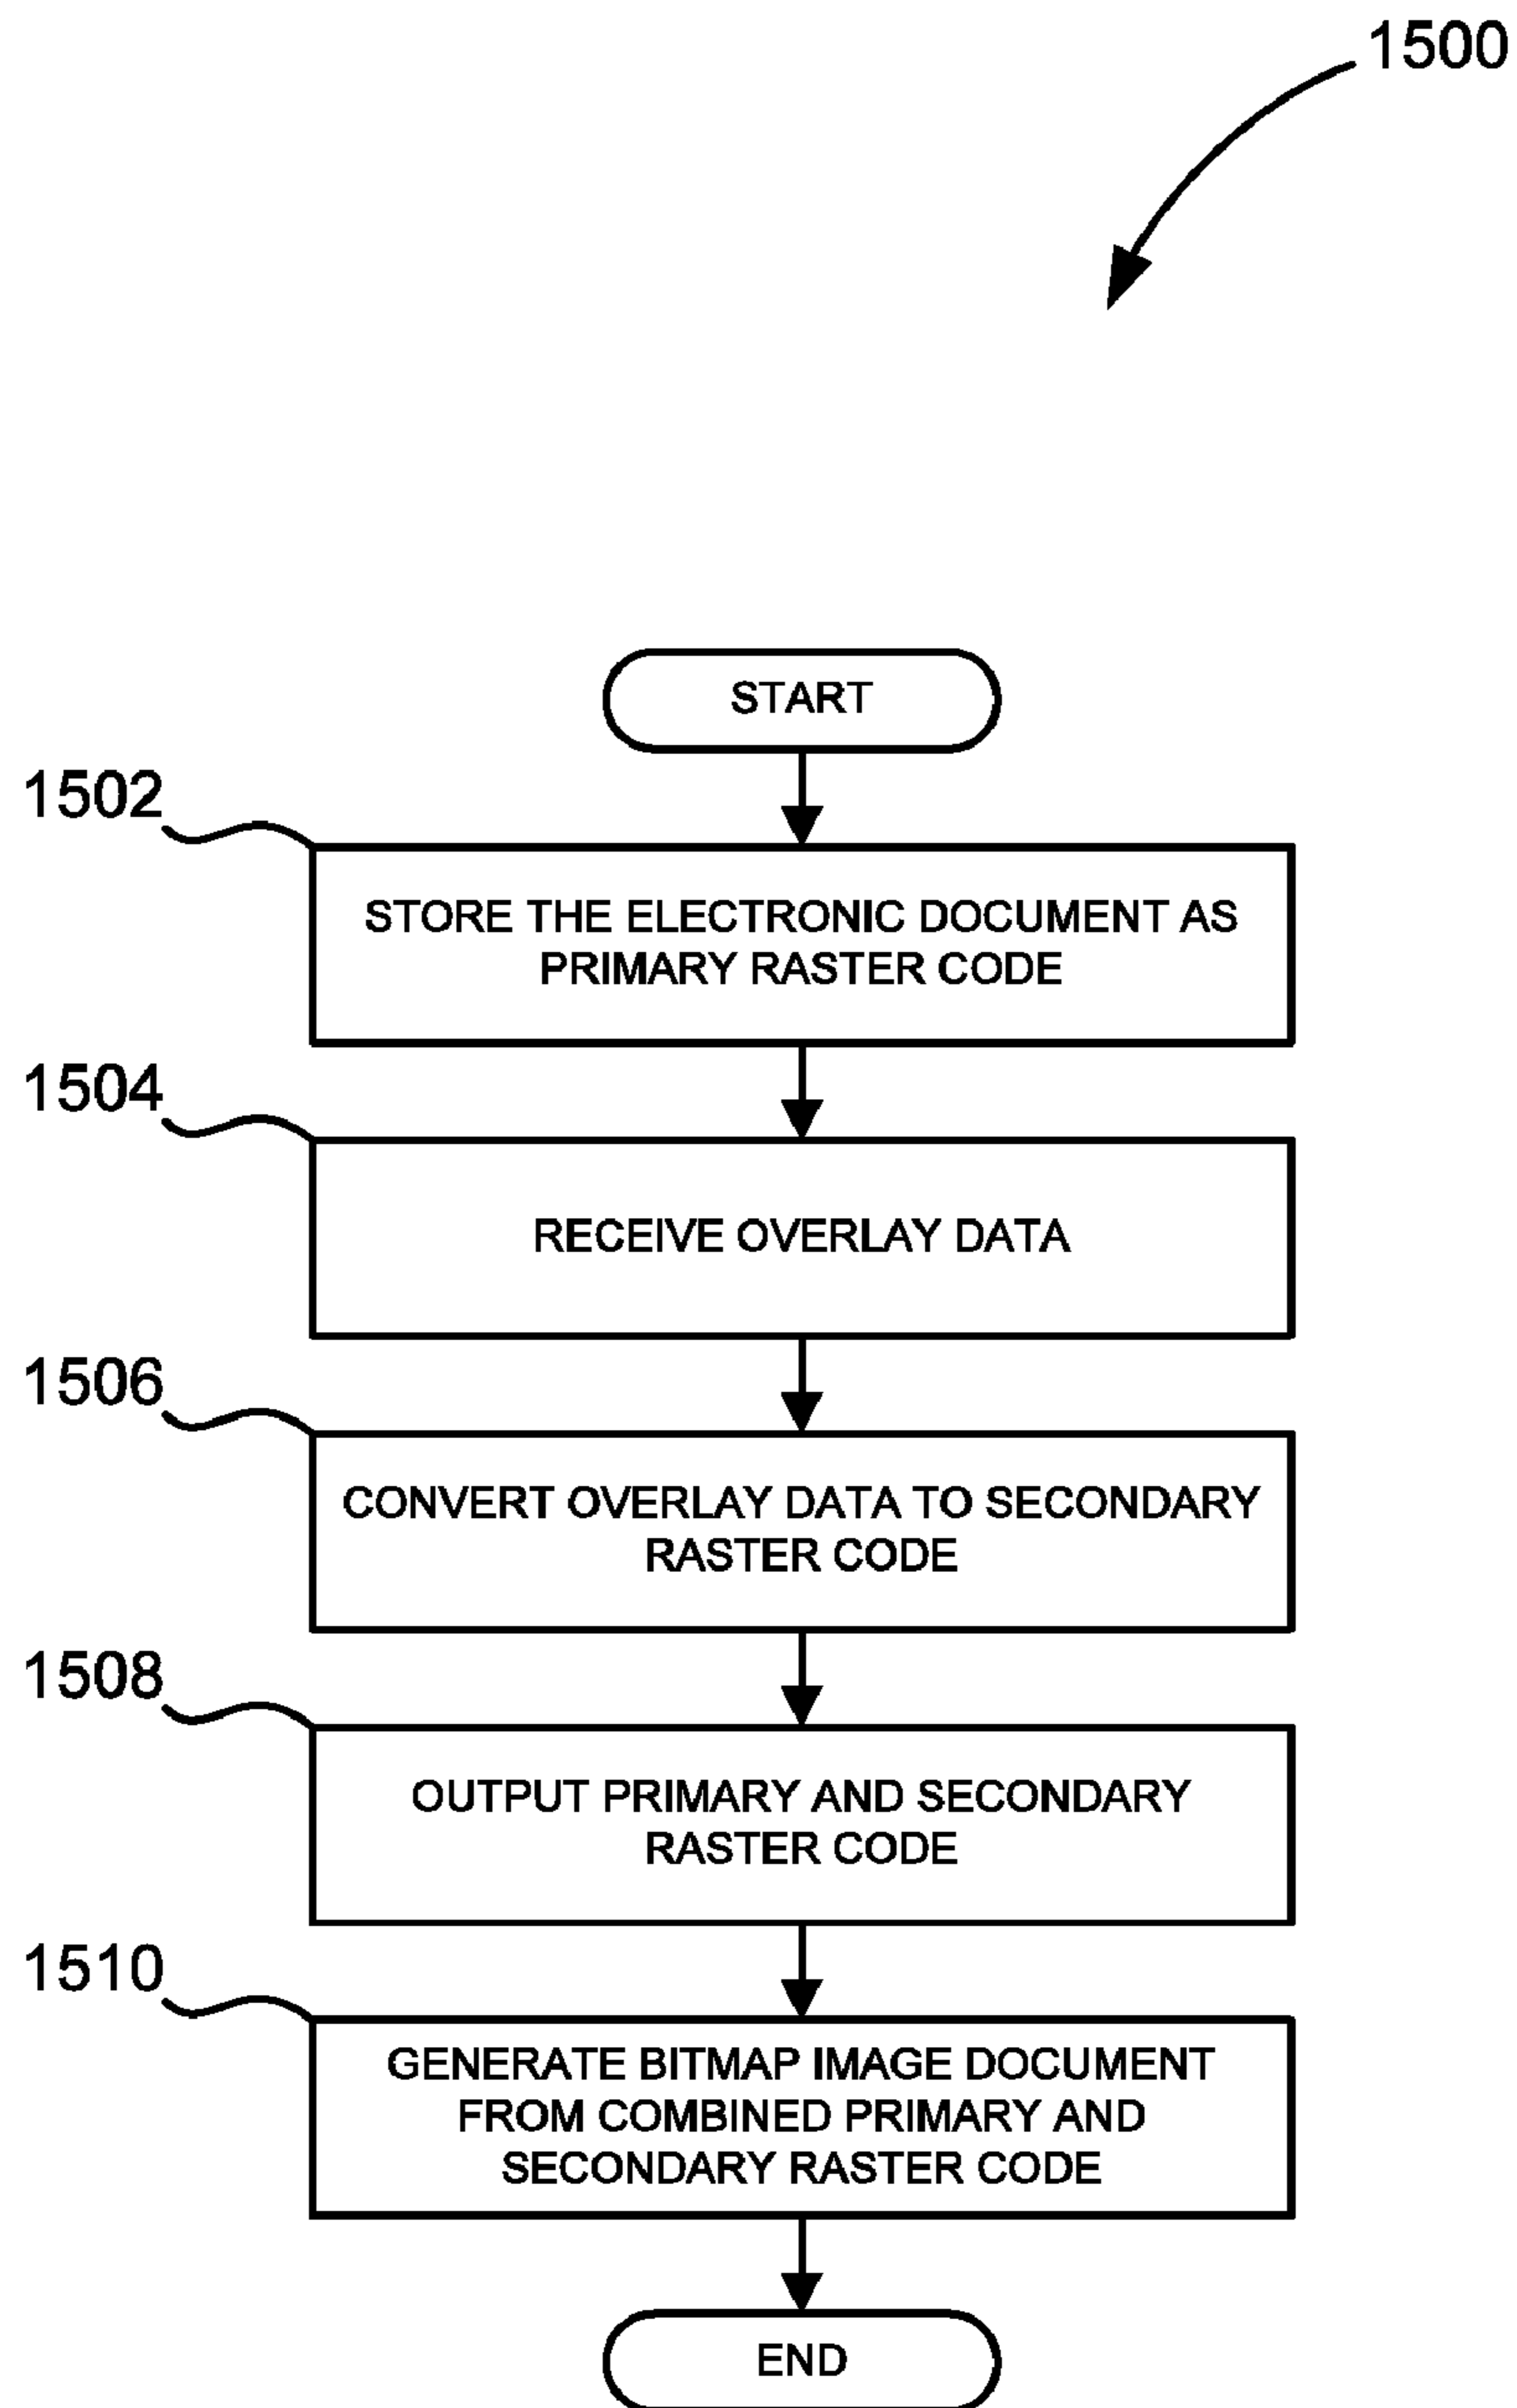 1500
START
1502
STORE THE ELECTRONIC DOCUMENT AS
PRIMARY RASTER CODE
1504
RECEIVE OVERLAY DATA
1506
CONVERT OVERLAY DATA TO SECONDARY
RASTER CODE
1508
OUTPUT PRIMARY AND SECONDARY
RASTER CODE
1510
GENERATE BITMAP IMAGE DOCUMENT
FROM COMBINED PRIMARY AND
SECONDARY RASTER CODE
END